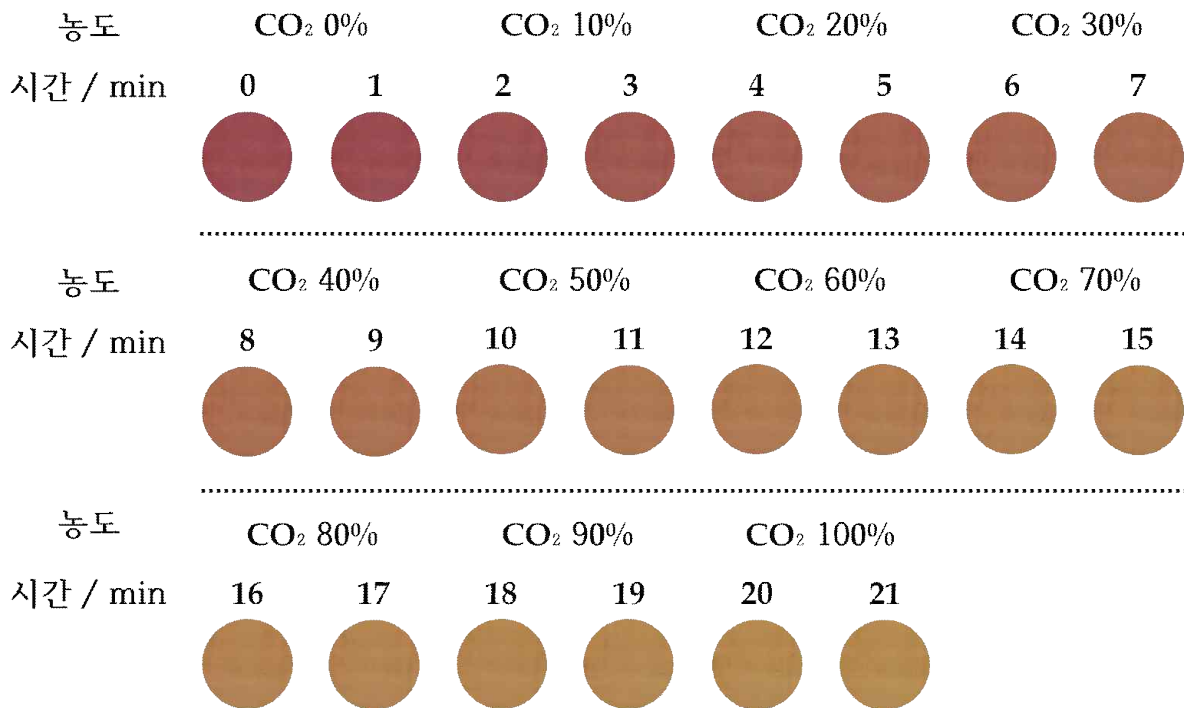 농도 CO₂ 0% CO₂ 10% CO₂ 20% CO₂ 30%
시간 / min 0 1 2 3 4 5 6 7
농도 CO₂ 40% CO₂ 50% CO₂ 60% CO₂ 70%
시간 / min 8 9 10 11 12 13 14 15
농도 CO₂ 80% CO₂ 90% CO₂ 100%
시간 / min 16 17 18 19 20 21